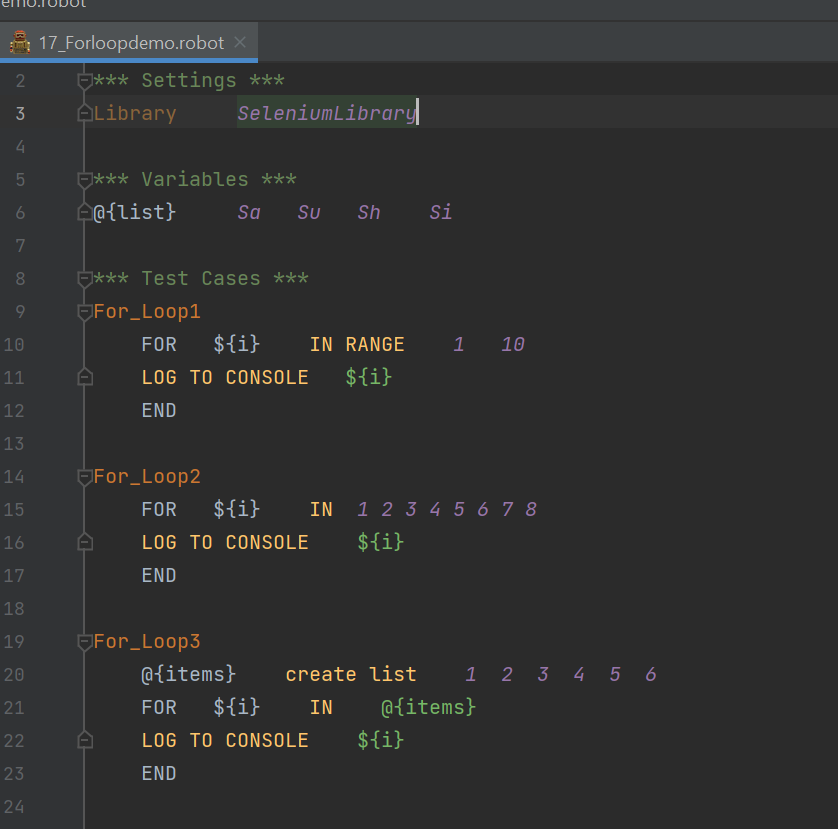 emo.robot
17_Forloopdemo.robot ×
2 *** Settings ***
3 Library      SeleniumLibrary
4
5 *** Variables ***
6 @{list}     Sa   Su   Sh    Si
7
8 *** Test Cases ***
9 For_Loop1
10     FOR   ${i}    IN RANGE    1   10
11     LOG TO CONSOLE   ${i}
12     END
13
14 For_Loop2
15     FOR   ${i}    IN  1 2 3 4 5 6 7 8
16     LOG TO CONSOLE    ${i}
17     END
18
19 For_Loop3
20     @{items}    create list    1  2  3  4  5  6
21     FOR   ${i}    IN    @{items}
22     LOG TO CONSOLE    ${i}
23     END
24